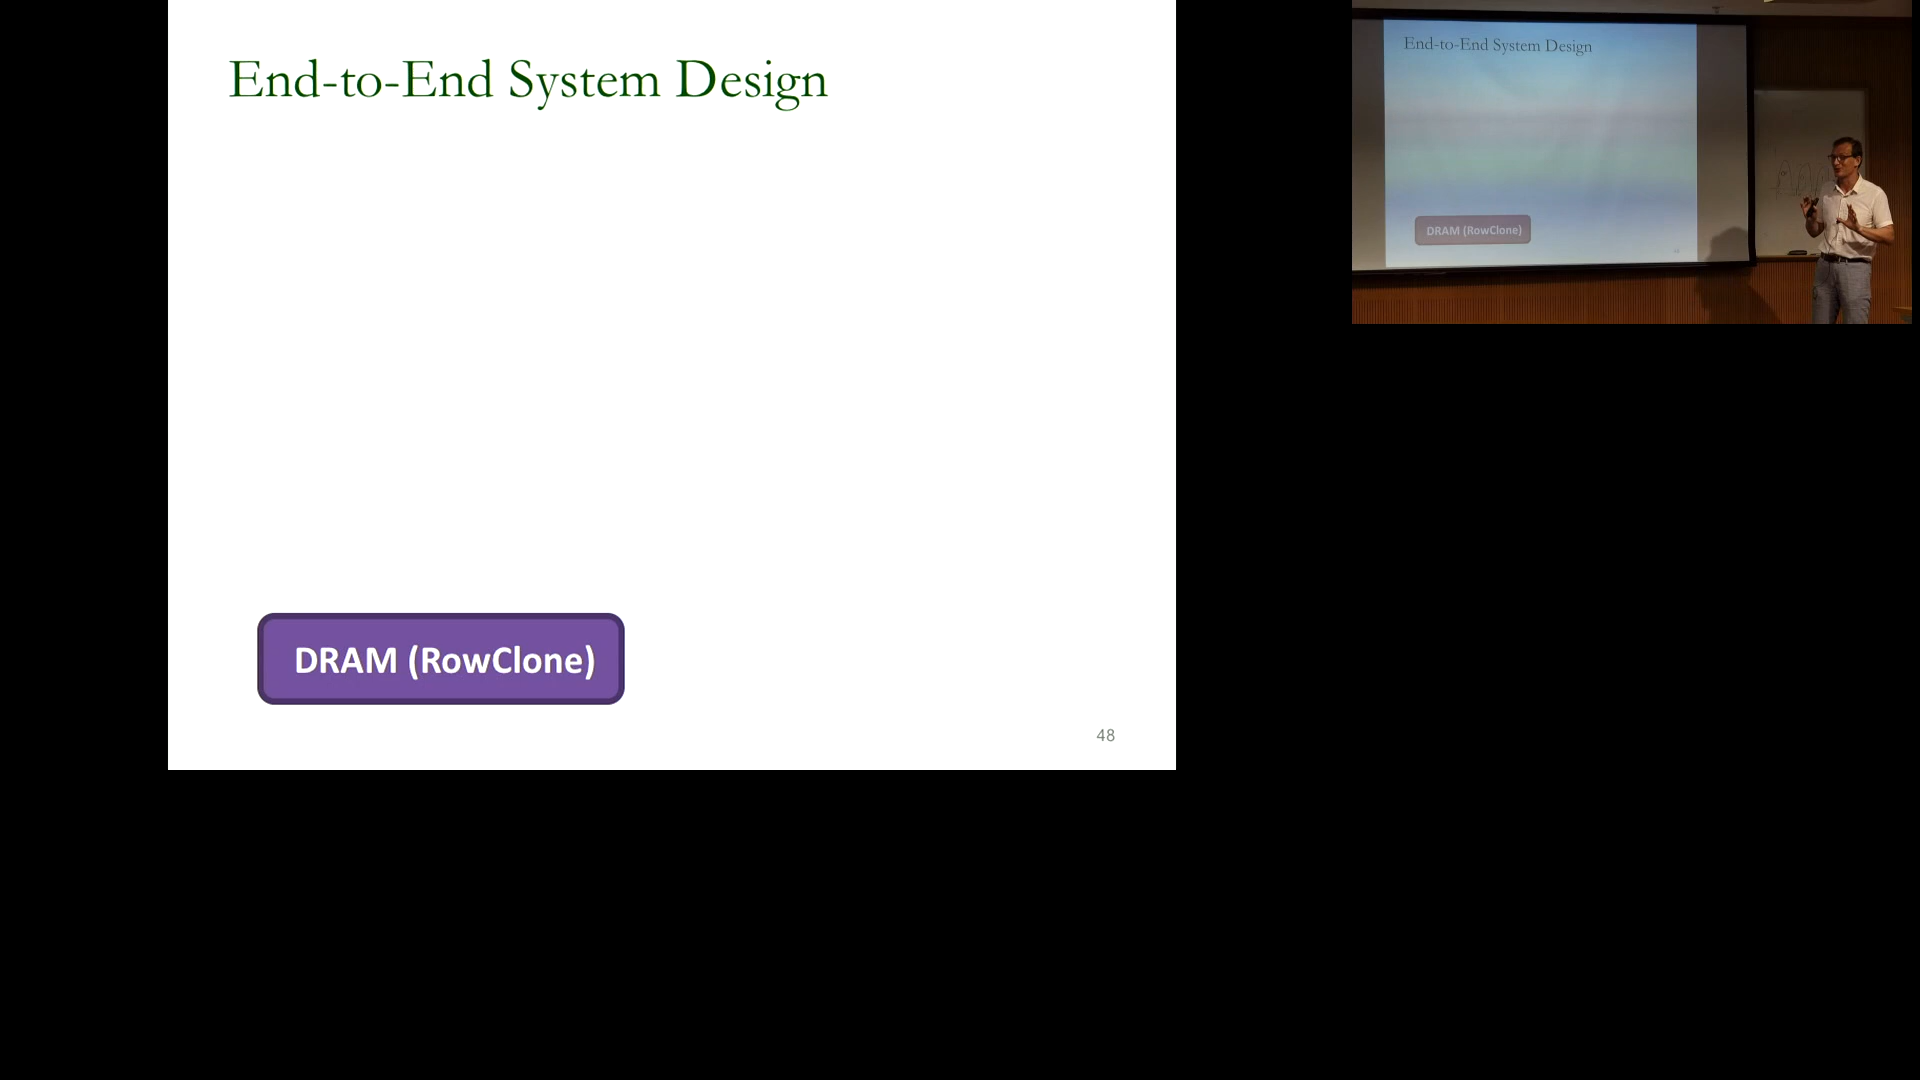 End-to-End System Design
DRAM (RowClone)
48
End-to-End System Design
DRAM (RowClone)